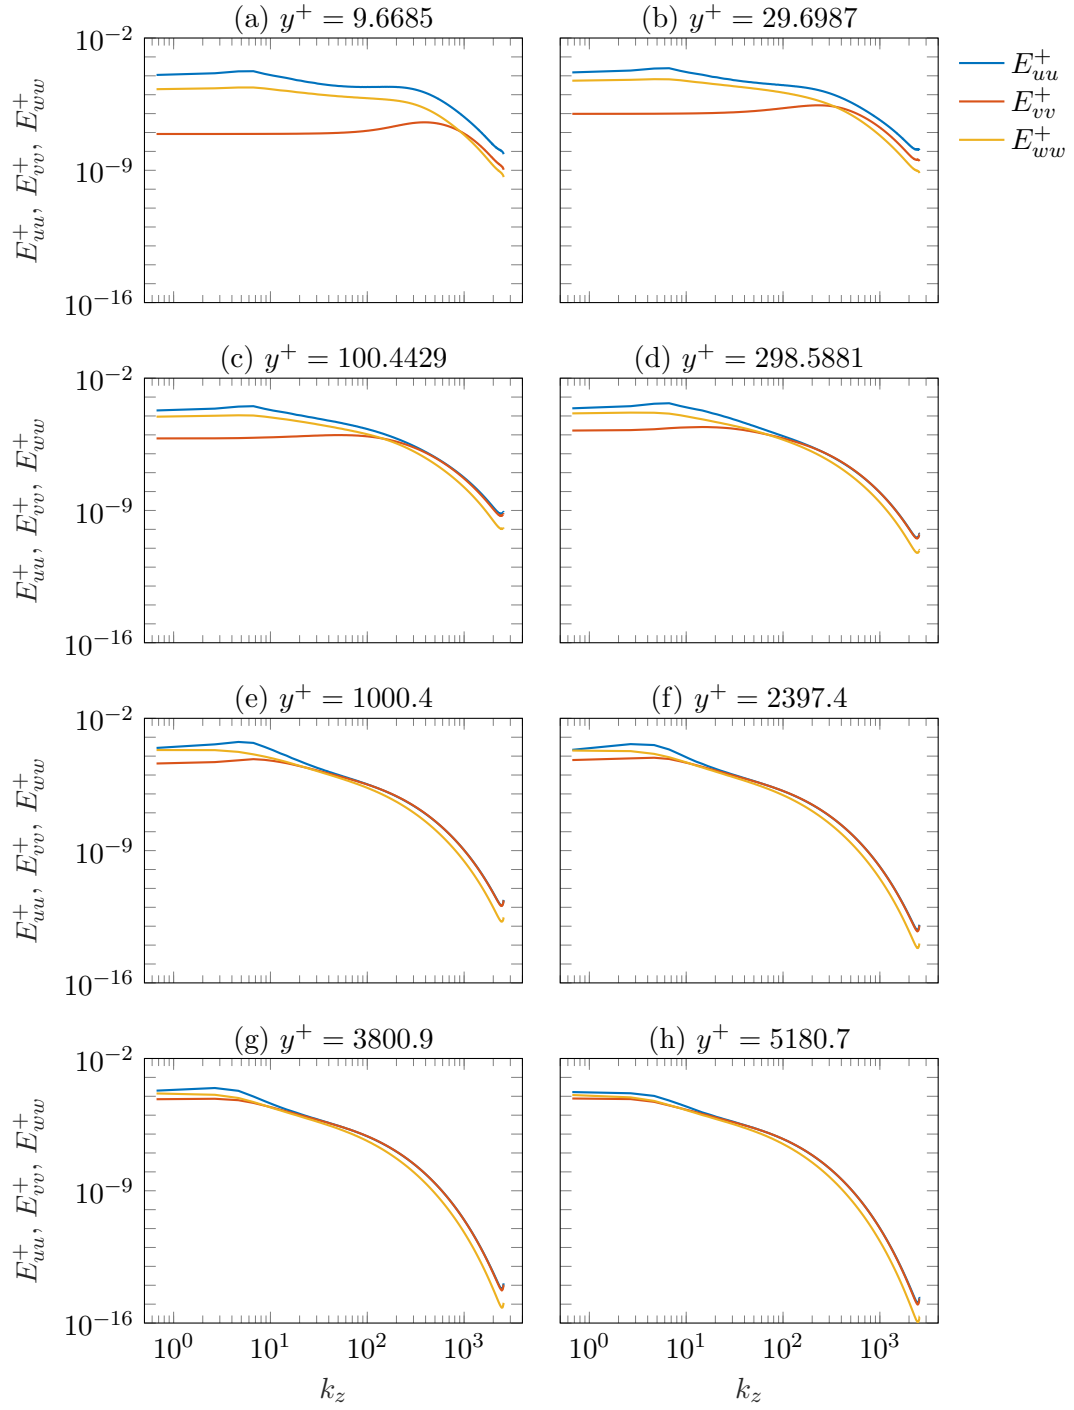 (a) y⁺ = 9.6685
(b) y⁺ = 29.6987
10⁻²
10⁻⁹
10⁻¹⁶
E⁺uu, E⁺vv, E⁺ww
E⁺uu
E⁺vv
E⁺ww
(c) y⁺ = 100.4429
(d) y⁺ = 298.5881
10⁻²
10⁻⁹
10⁻¹⁶
E⁺uu, E⁺vv, E⁺ww
(e) y⁺ = 1000.4
(f) y⁺ = 2397.4
10⁻²
10⁻⁹
10⁻¹⁶
E⁺uu, E⁺vv, E⁺ww
(g) y⁺ = 3800.9
(h) y⁺ = 5180.7
10⁻²
10⁻⁹
10⁻¹⁶
E⁺uu, E⁺vv, E⁺ww
10⁰ 10¹ 10² 10³
10⁰ 10¹ 10² 10³
k_z
k_z